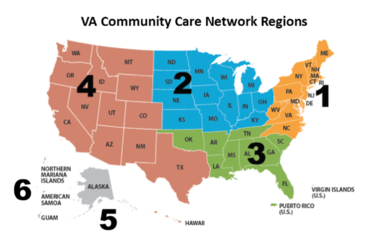 VA Community Care Network Regions
WA
OR
CA
NV
ID
MT
WY
UT
AZ
CO
NM
TX
4
ND
SD
NE
KS
MN
IA
MO
WI
IL
MI
IN
OH
KY
2
OK
AR
LA
TN
MS
AL
GA
SC
FL
3
ME
VT
NH
MA
CT
RI
NY
PA
NJ
MD
DE
WV
VA
NC
1
NORTHERN
MARIANA
ISLANDS
AMERICAN
SAMOA
GUAM
6
ALASKA
5
HAWAII
VIRGIN ISLANDS
(U.S.)
PUERTO RICO
(U.S.)